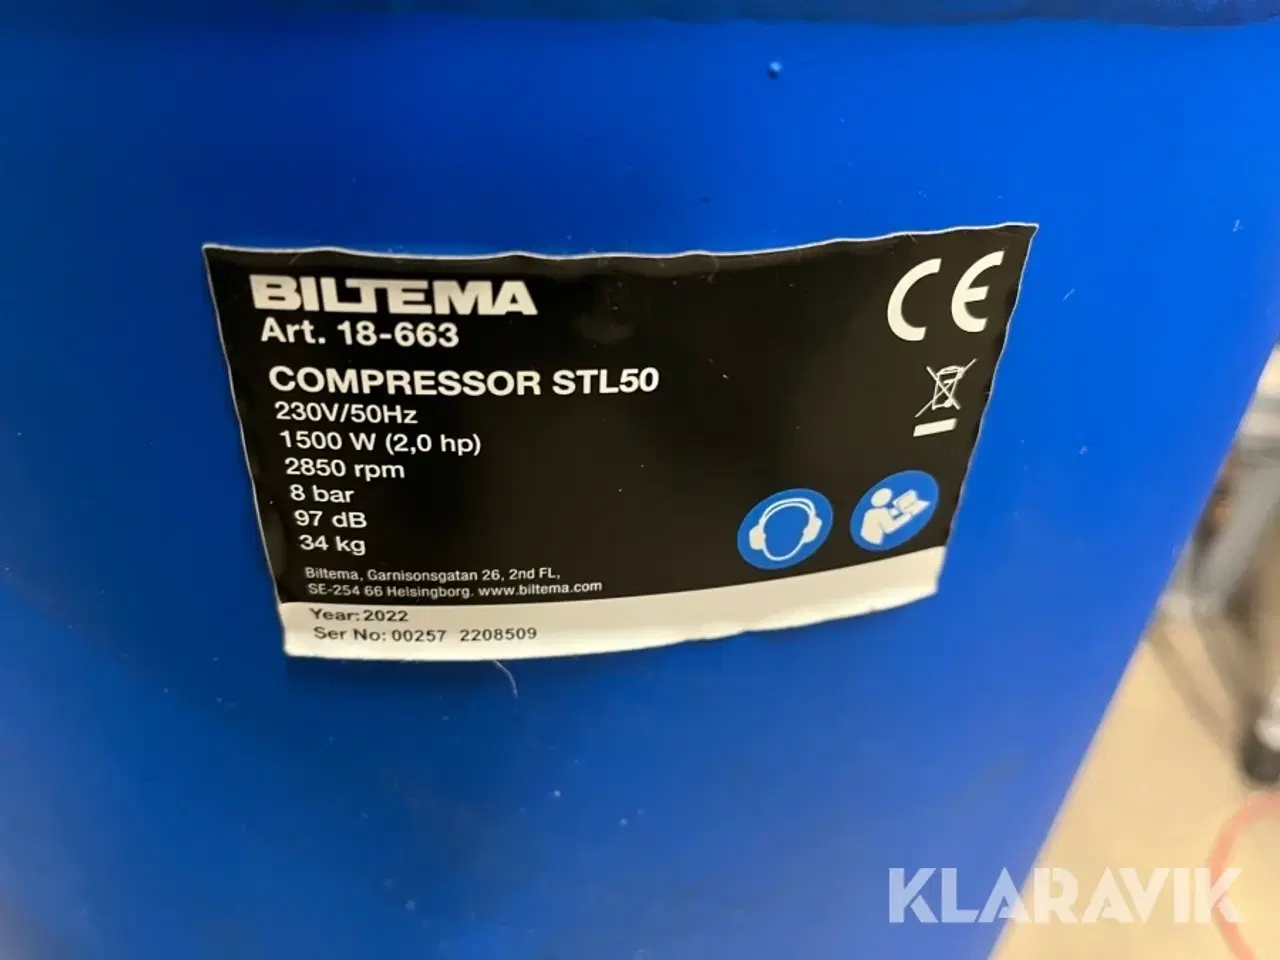 BILTEMA
Art. 18-663
COMPRESSOR STL50
230V/50Hz
1500 W (2,0 hp)
2850 rpm
8 bar
97 dB
34 kg
Biltema, Garnisonsgatan 26, 2nd FL,
SE-254 66 Helsingborg. www.biltema.com
Year: 2022
Ser No: 00257 2208509
CE
KLARAVIK